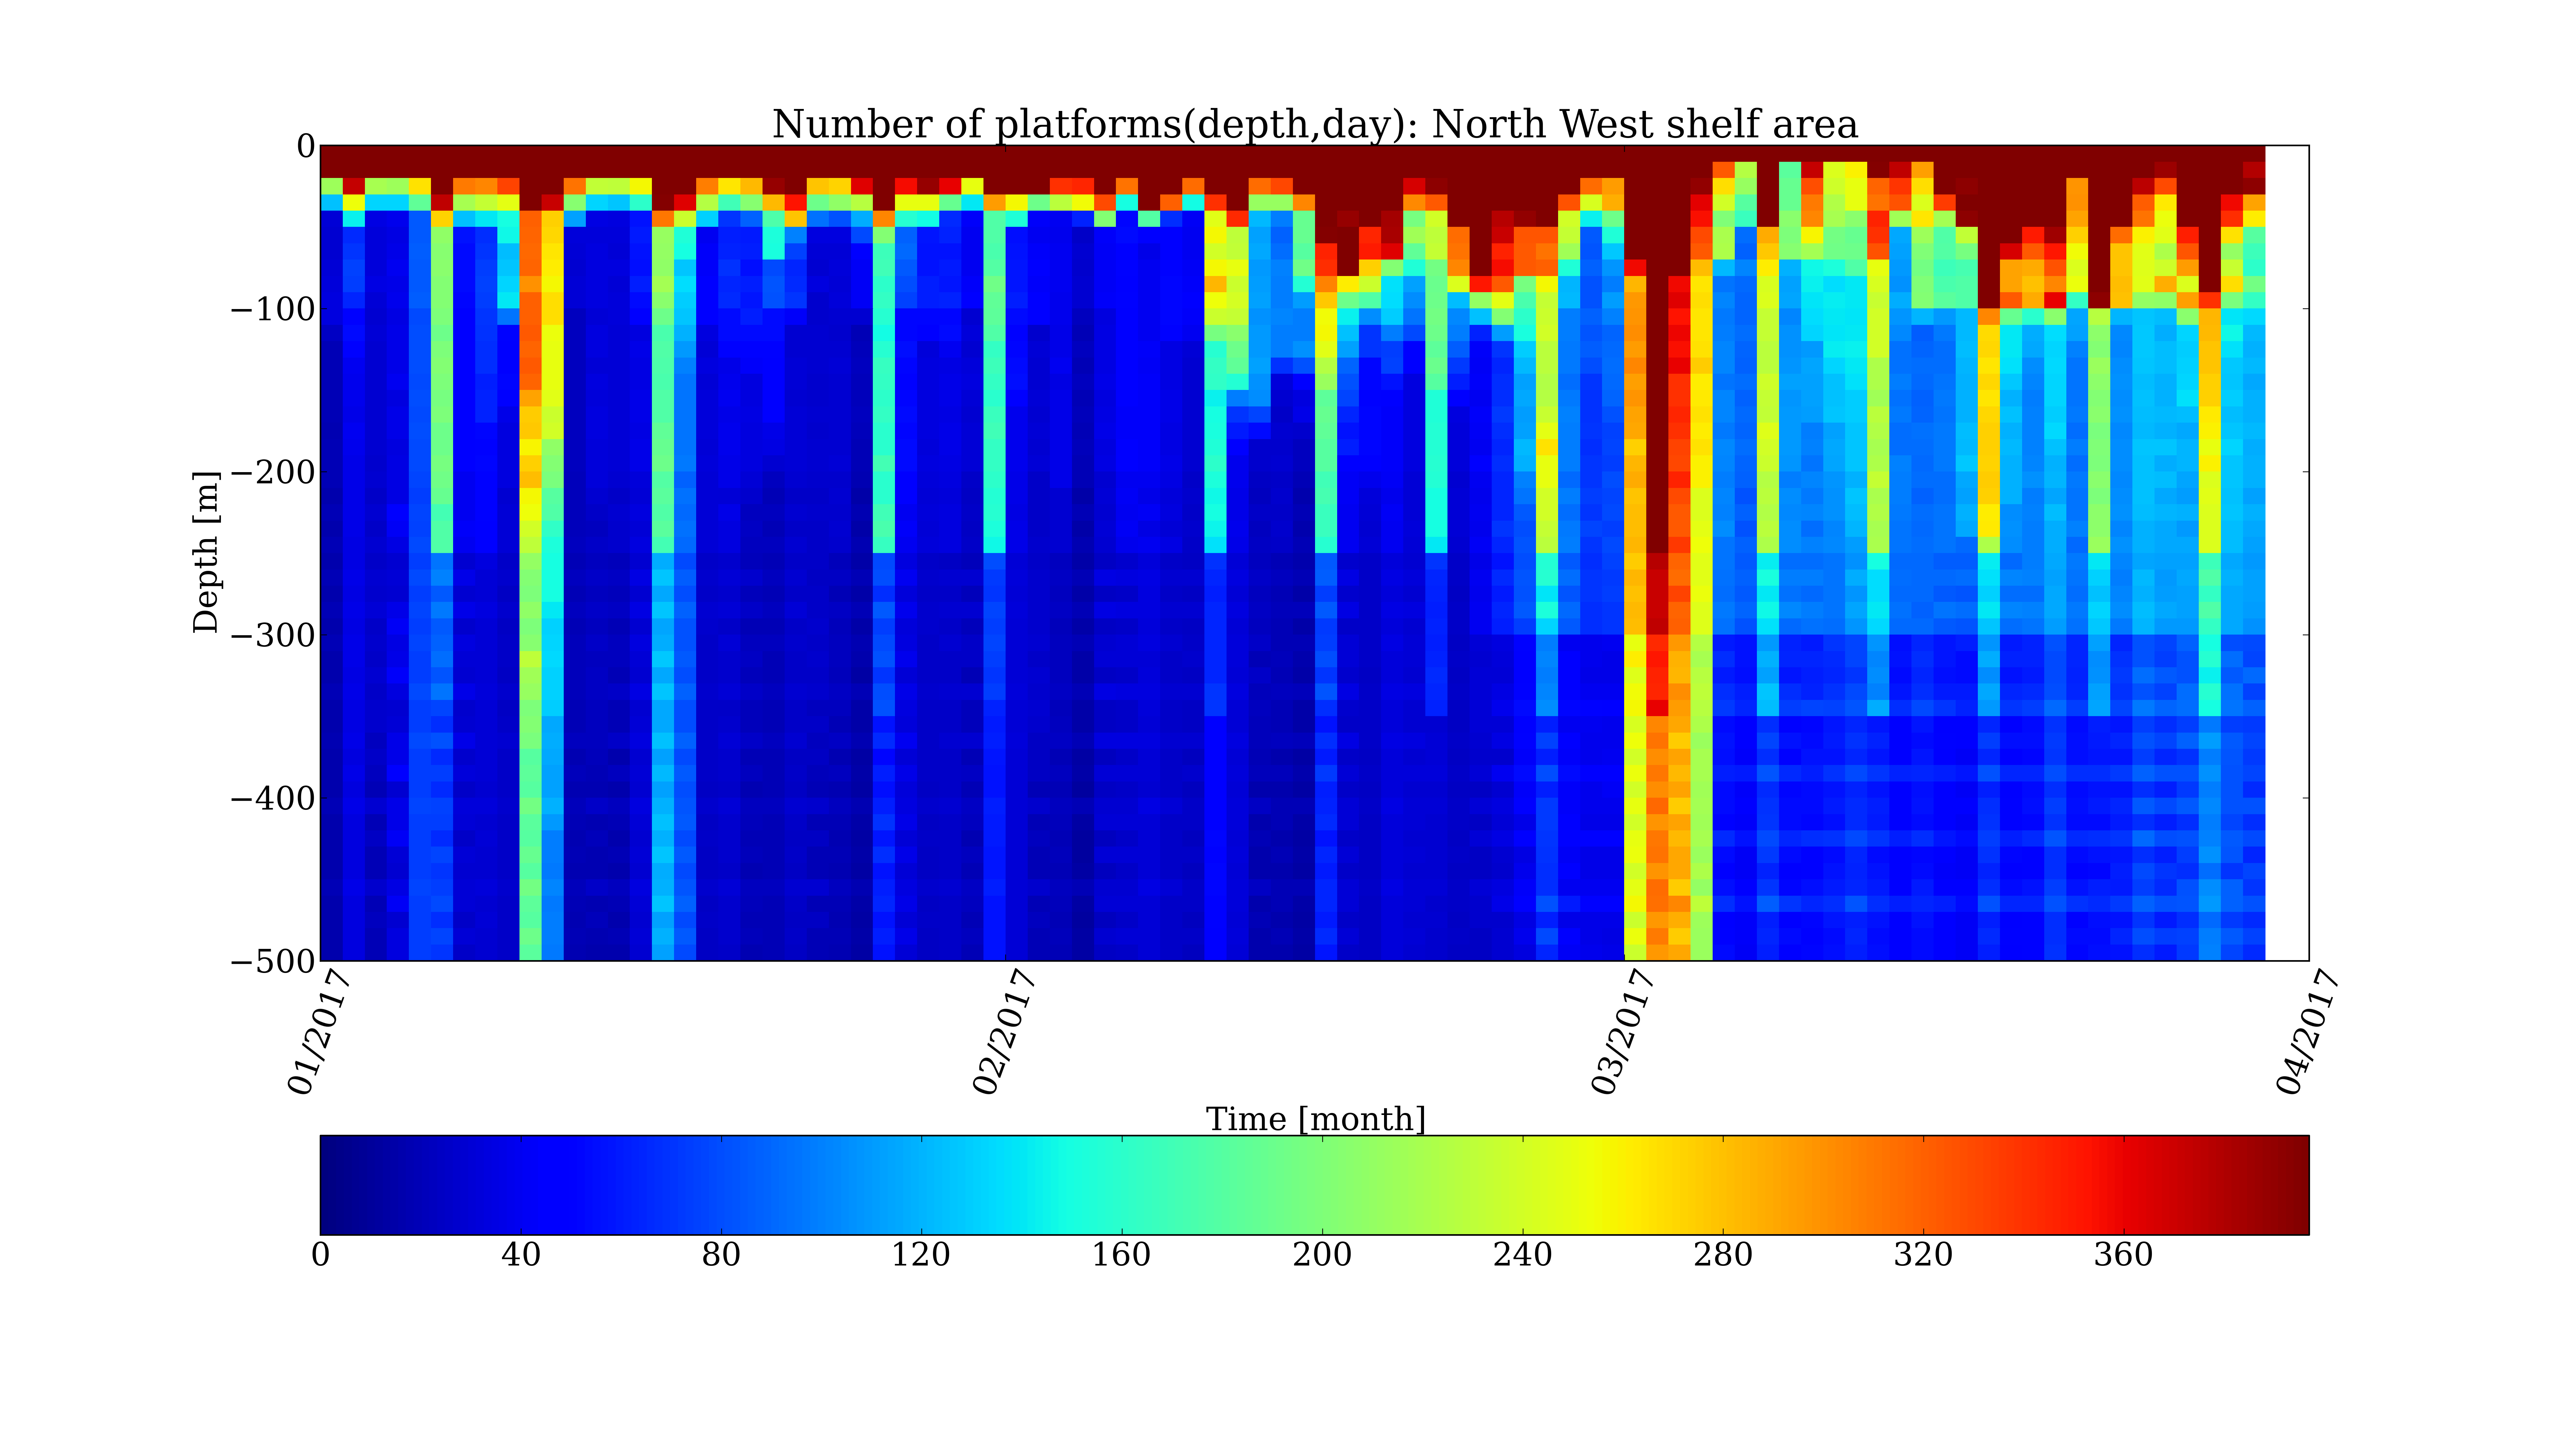 Number of platforms(depth,day): North West shelf area
0
−100
−200
−300
−400
−500
Depth [m]
01/2017
02/2017
03/2017
04/2017
Time [month]
0 40 80 120 160 200 240 280 320 360